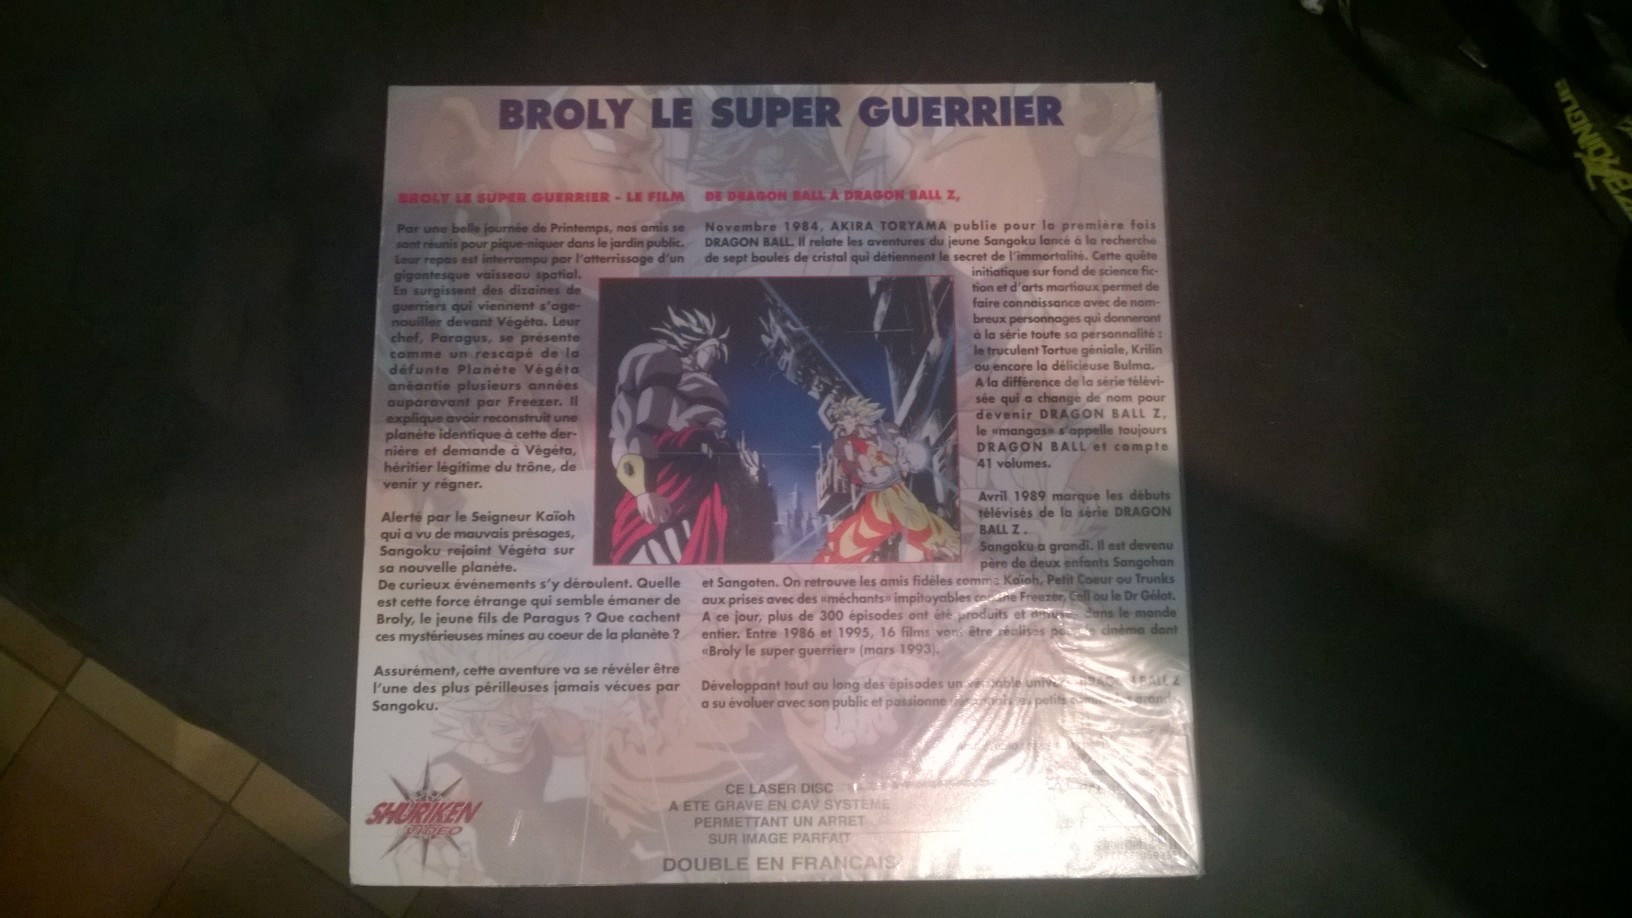 BROLY LE SUPER GUERRIER
BROLY LE SUPER GUERRIER - LE FILM
Par une belle journée de Printemps, nos amis se
sont réunis pour pique-niquer dans le jardin public.
Leur repas est interrompu par l'atterrissage d'un
gigantesque vaisseau spatial.
En surgissent des dizaines de
guerriers qui viennent s'age-
nouiller devant Végéta. Leur
chef, Paragus, se présente
comme un rescapé de la
défunte Planète Végéta
anéantie plusieurs années
auparavant par Freezer. Il
explique avoir reconstruit une
planète identique à cette der-
nière et demande à Végéta,
héritier légitime du trône, de
venir y régner.
Alerté par le Seigneur Kaïoh
qui a vu de mauvais présages,
Sangoku rejoint Végéta sur
sa nouvelle planète.
De curieux événements s'y déroulent. Quelle
est cette force étrange qui semble émaner de
Broly, le jeune fils de Paragus ? Que cachent
ces mystérieuses mines au coeur de la planète ?
Assurément, cette aventure va se révéler être
l'une des plus périlleuses jamais vécues par
Sangoku.
DE DRAGON BALL À DRAGON BALL Z,
Novembre 1984, AKIRA TORYAMA publie pour la première fois
DRAGON BALL. Il relate les aventures du jeune Sangoku lancé à la recherche
de sept boules de cristal qui détiennent le secret de l'immortalité. Cette quête
initiatique sur fond de science fic-
tion et d'arts martiaux permet de
faire connaissance avec de nom-
breux personnages qui donneront
à la série toute sa personnalité :
le truculent Tortue géniale, Krilin
ou encore la délicieuse Bulma.
A la différence de la série télévi-
sée qui a change de nom pour
devenir DRAGON BALL Z,
le «mangas» s'appelle toujours
DRAGON BALL et compte
41 volumes.
Avril 1989 marque les débuts
télévisés de la série DRAGON
BALL Z .
Sangoku a grandi. Il est devenu
père de deux enfants Sangohan
et Sangoten. On retrouve les amis fidèles comme Kaïoh, Petit Coeur ou Trunks
aux prises avec des «méchants» impitoyables comme Freezer, Cell ou le Dr Gélot.
A ce jour, plus de 300 épisodes ont été produits et diffusés dans le monde
entier. Entre 1986 et 1995, 16 films vont être réalisés pour le cinéma dont
«Broly le super guerrier» (mars 1993).
Développant tout au long des épisodes un véritable univers DRAGON BALL Z
a su évoluer avec son public et passionne petits comme grands
SHURIKEN
VIDEO
CE LASER DISC
A ETE GRAVE EN CAV SYSTEME
PERMETTANT UN ARRET
SUR IMAGE PARFAIT
DOUBLE EN FRANCAIS